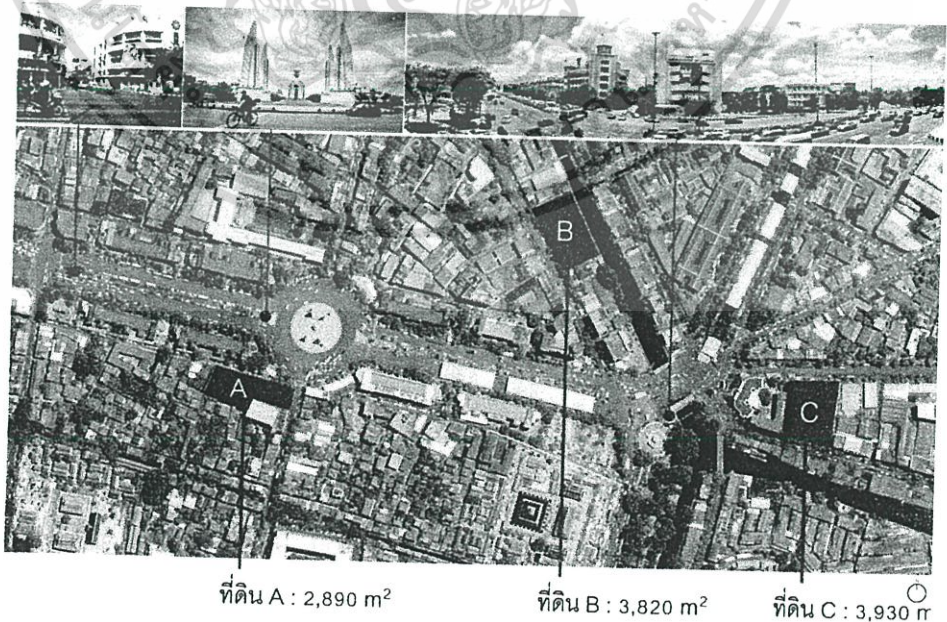 B
A
C
ที่ดิน A : 2,890 m²
ที่ดิน B : 3,820 m²
ที่ดิน C : 3,930 m